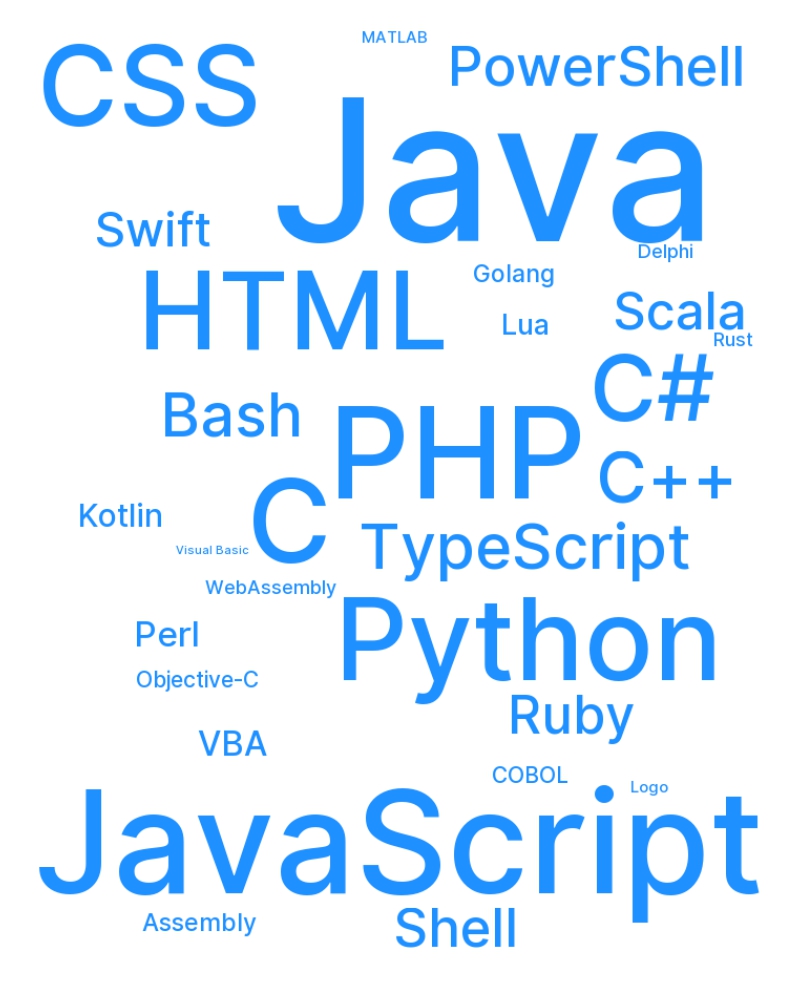 MATLAB
CSS
PowerShell
Java
Swift
Delphi
Golang
HTML
Scala
Lua
Rust
C#
Bash
PHP
C++
Kotlin
C
TypeScript
Visual Basic
WebAssembly
Perl
Python
Objective-C
Ruby
VBA
COBOL
Logo
JavaScript
Assembly
Shell